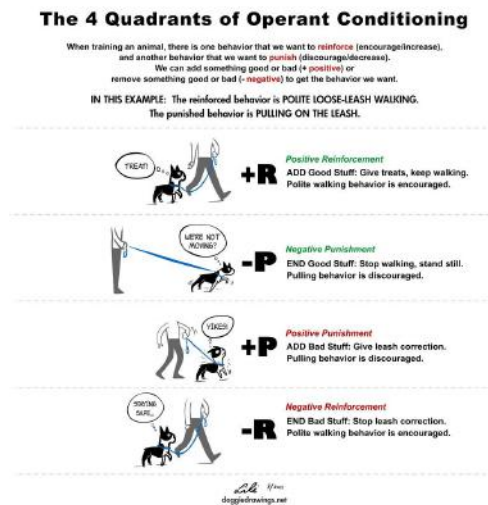 The 4 Quadrants of Operant Conditioning
When training an animal, there is one behavior that we want to reinforce (encourage/increase),
and another behavior that we want to punish (discourage/decrease).
We can add something good or bad (+ positive) or
remove something good or bad (- negative) to get the behavior we want.
IN THIS EXAMPLE: The reinforced behavior is POLITE LOOSE-LEASH WALKING.
The punished behavior is PULLING ON THE LEASH.
TREAT!
+R
Positive Reinforcement
ADD Good Stuff: Give treats, keep walking.
Polite walking behavior is encouraged.
WE'RE NOT
MOVING?
-P
Negative Punishment
END Good Stuff: Stop walking, stand still.
Pulling behavior is discouraged.
YIKES!
+P
Positive Punishment
ADD Bad Stuff: Give leash correction.
Pulling behavior is discouraged.
STAYING
SAFE...
-R
Negative Reinforcement
END Bad Stuff: Stop leash correction.
Polite walking behavior is encouraged.
Lili
doggiedrawings.net